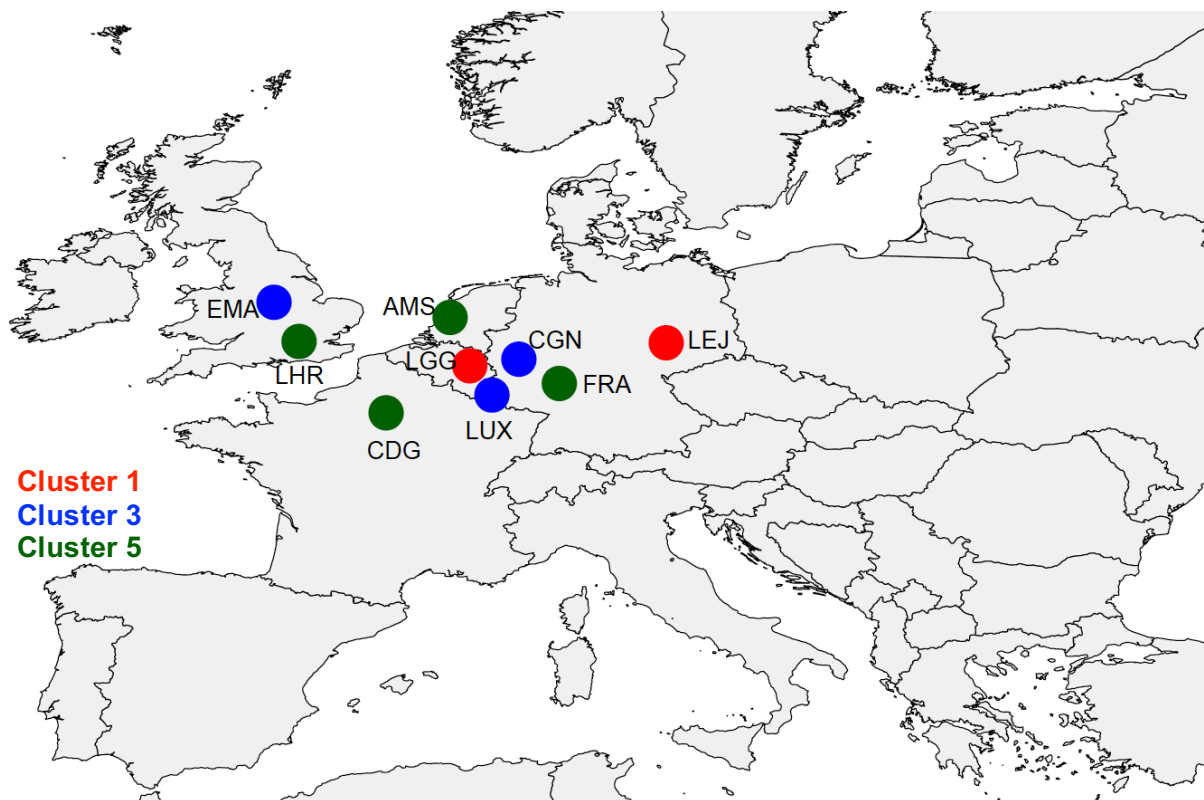 EMA
AMS
LHR
LGG
CGN
LEJ
FRA
LUX
CDG
Cluster 1
Cluster 3
Cluster 5